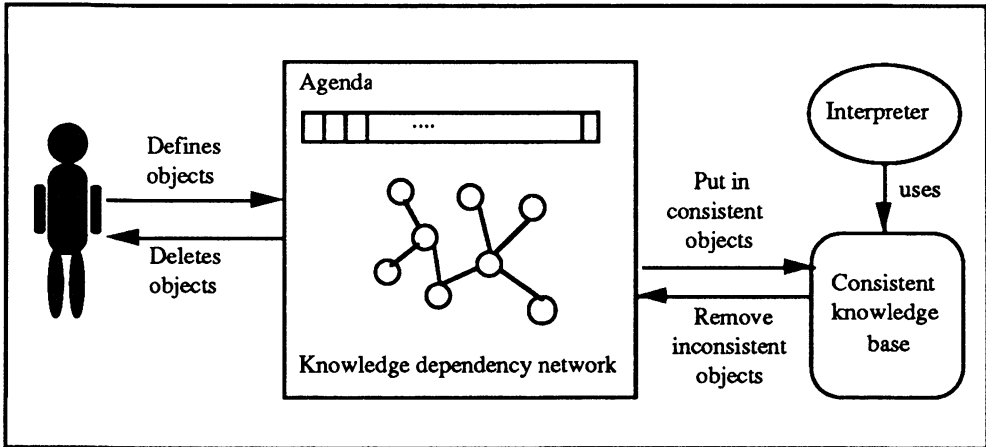 Defines
objects
Deletes
objects
Agenda
....
Knowledge dependency network
Put in
consistent
objects
Remove
inconsistent
objects
Interpreter
uses
Consistent
knowledge
base